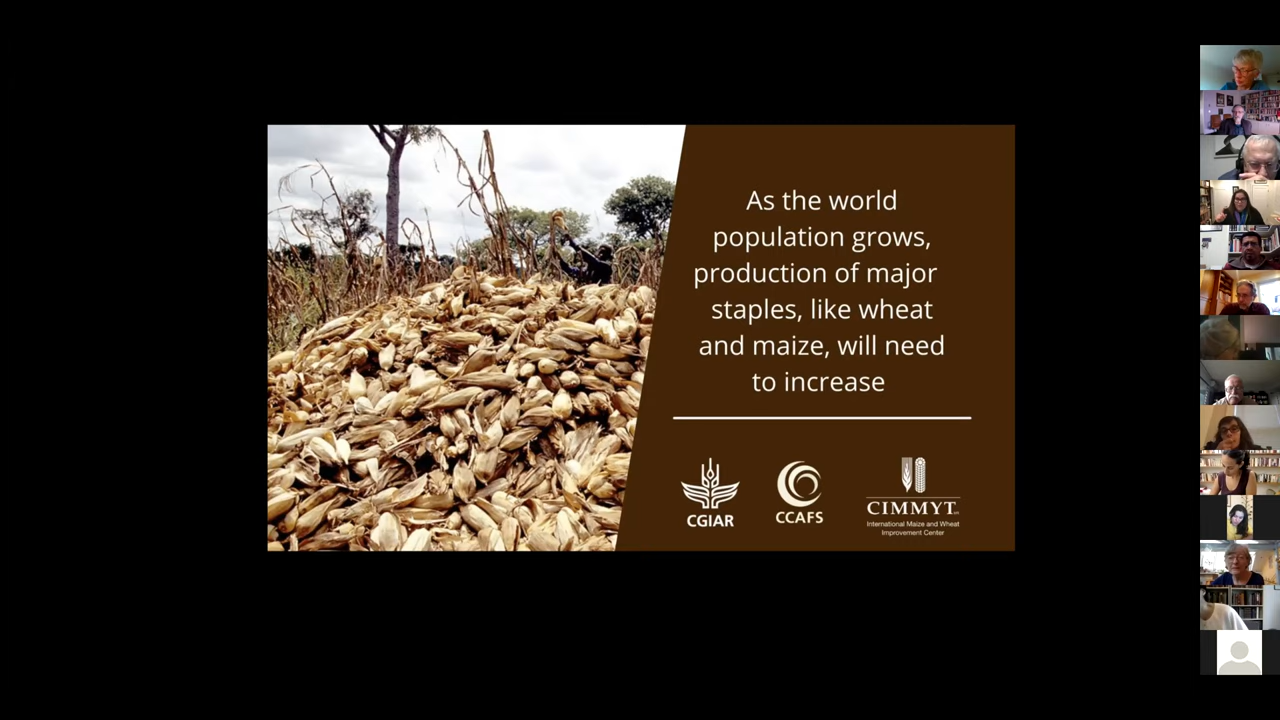 As the world
population grows,
production of major
staples, like wheat
and maize, will need
to increase
CGIAR
CCAFS
CIMMYT
International Maize and Wheat
Improvement Center